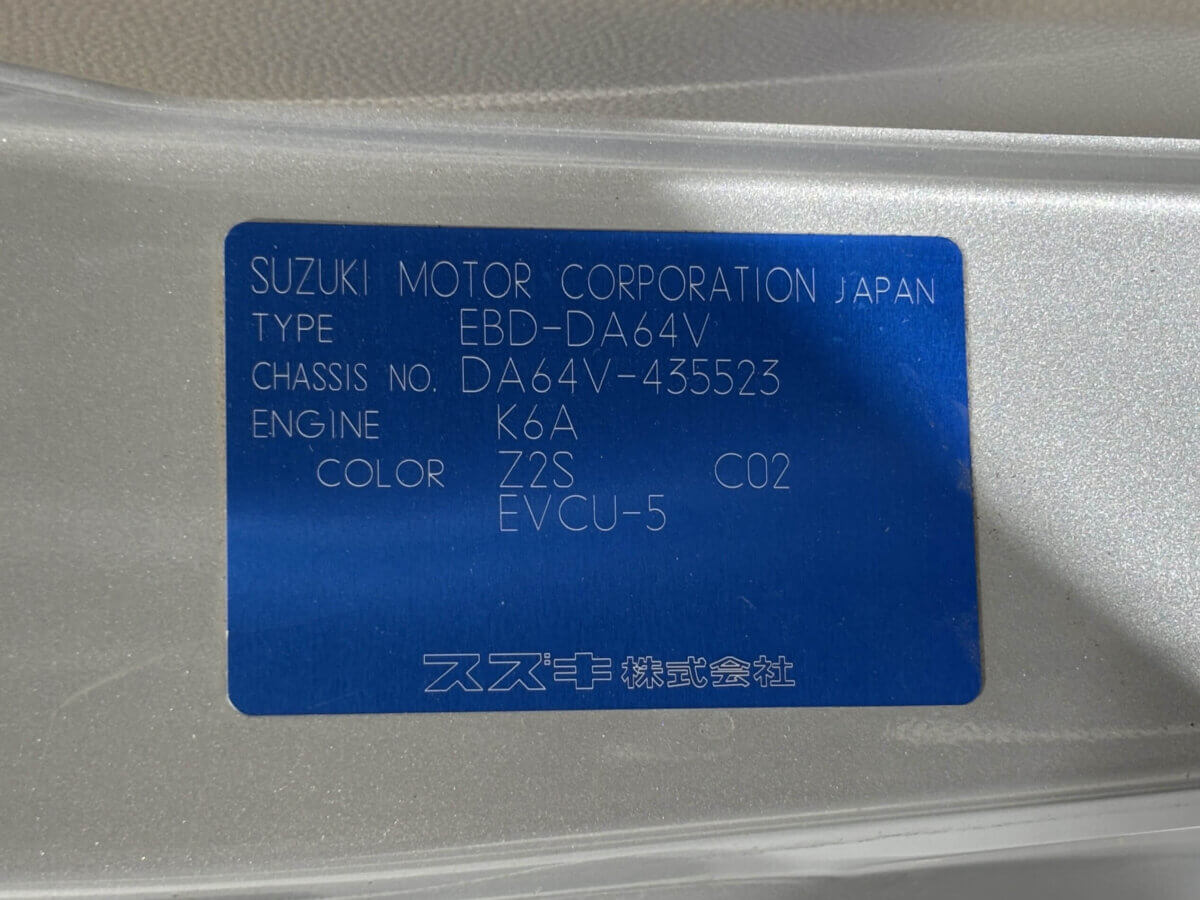 SUZUKI MOTOR CORPORATION JAPAN
TYPE EBD-DA64V
CHASSIS NO. DA64V-435523
ENGINE K6A
COLOR Z2S C02
EVCU-5
スズキ株式会社